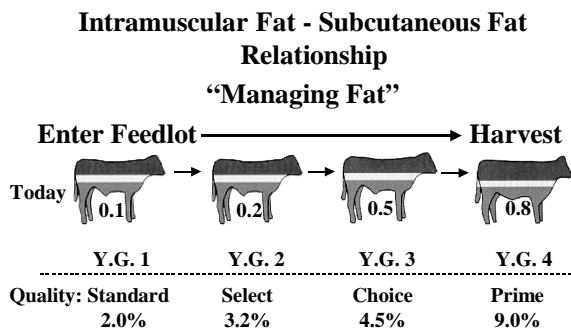 Intramuscular Fat - Subcutaneous Fat
Relationship
“Managing Fat”
Enter Feedlot Harvest
Today 0.1 0.2 0.5 0.8
Y.G. 1 Y.G. 2 Y.G. 3 Y.G. 4
Quality: Standard Select Choice Prime
2.0% 3.2% 4.5% 9.0%